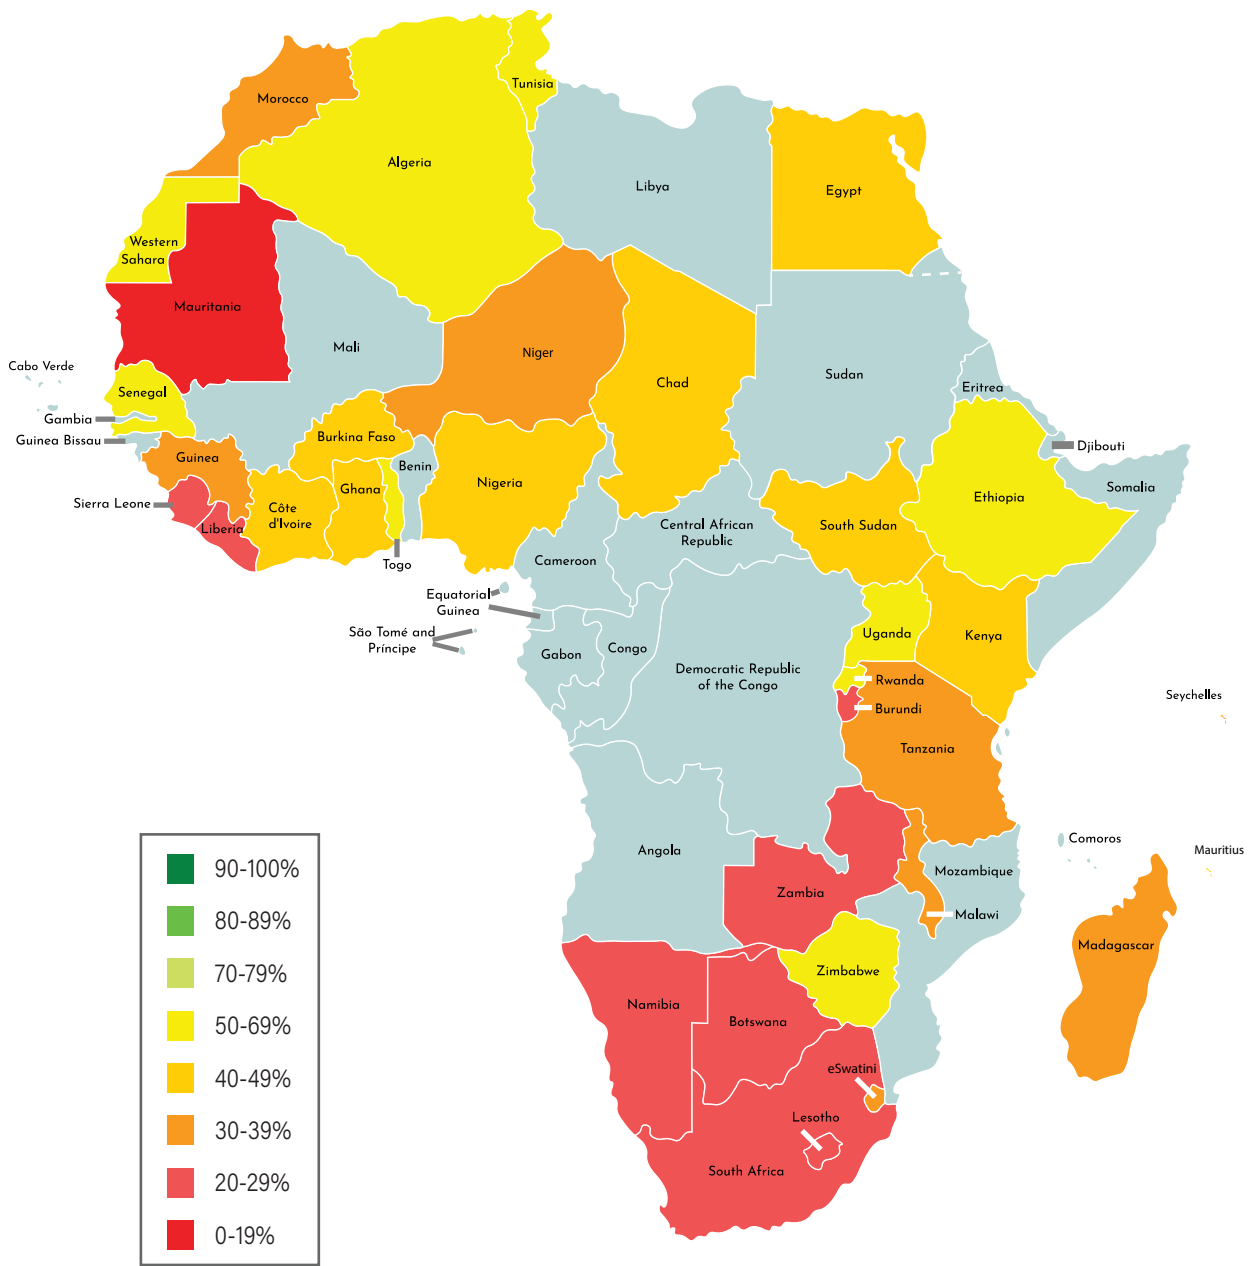 Tunisia
Morocco
Algeria
Libya
Egypt
Western
Sahara
Mauritania
Mali
Niger
Chad
Sudan
Eritrea
Cabo Verde
Senegal
Gambia
Guinea Bissau
Guinea
Burkina Faso
Benin
Djibouti
Sierra Leone
Liberia
Côte
d'Ivoire
Ghana
Nigeria
Togo
Ethiopia
Somalia
Central African
Republic
South Sudan
Cameroon
Equatorial
Guinea
São Tomé and
Príncipe
Gabon
Congo
Democratic Republic
of the Congo
Uganda
Kenya
Rwanda
Burundi
Tanzania
Seychelles
Angola
Zambia
Comoros
Mauritius
Mozambique
Malawi
Madagascar
Zimbabwe
Namibia
Botswana
eSwatini
Lesotho
South Africa
90-100%
80-89%
70-79%
50-69%
40-49%
30-39%
20-29%
0-19%